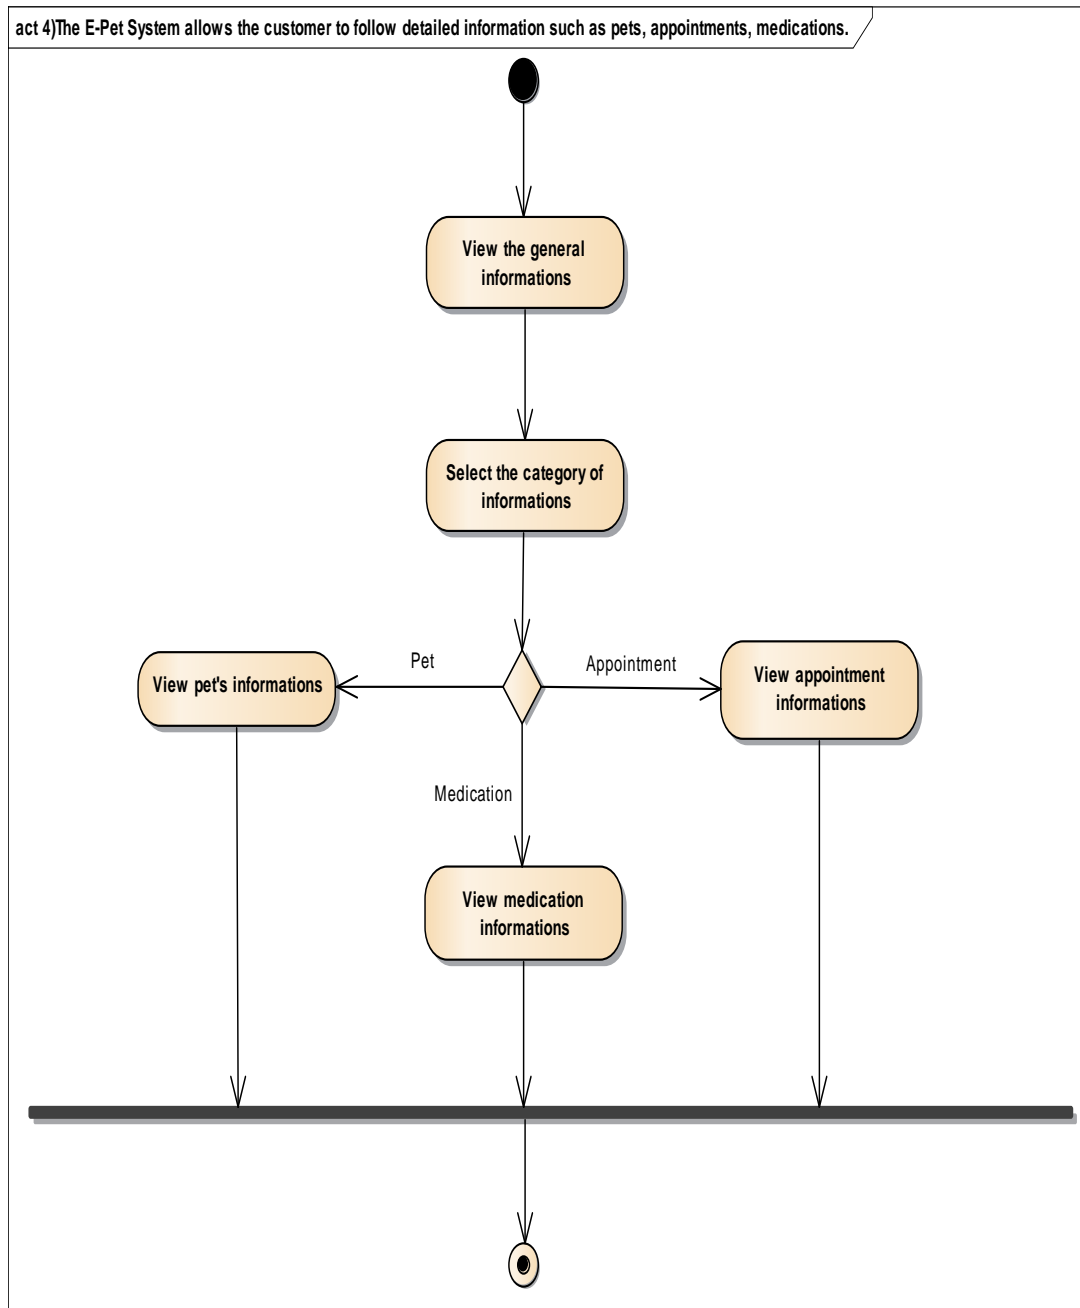 act 4)The E-Pet System allows the customer to follow detailed information such as pets, appointments, medications.
View the general
informations
Select the category of
informations
Pet
Appointment
View pet's informations
View appointment
informations
Medication
View medication
informations